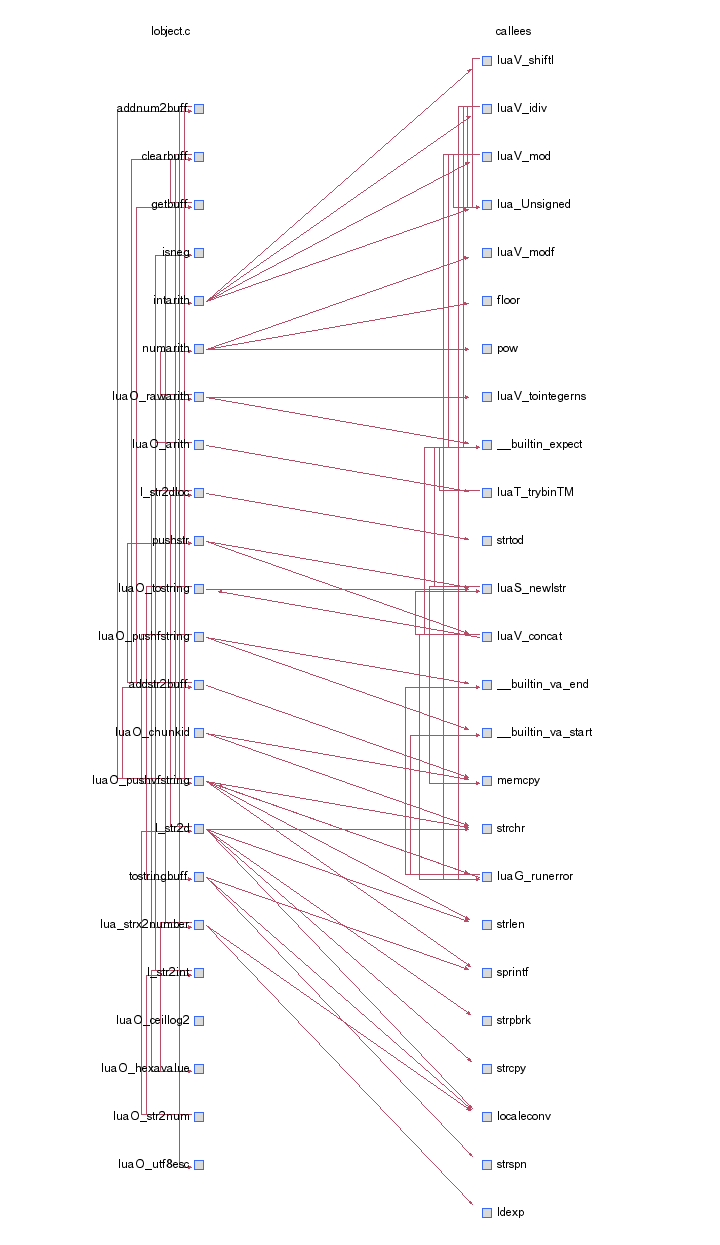 lobject.c
callees
addnum2buff
clearbuff
getbuff
isneg
intarith
numarith
luaO_rawarith
luaO_arith
l_str2dloc
pushstr
luaO_tostring
luaO_pushfstring
addstr2buff
luaO_chunkid
luaO_pushvfstring
l_str2d
tostringbuff
lua_strx2number
l_str2int
luaO_ceillog2
luaO_hexavalue
luaO_str2num
luaO_utf8esc
luaV_shiftl
luaV_idiv
luaV_mod
lua_Unsigned
luaV_modf
floor
pow
luaV_tointegerns
__builtin_expect
luaT_trybinTM
strtod
luaS_newlstr
luaV_concat
__builtin_va_end
__builtin_va_start
memcpy
strchr
luaG_runerror
strlen
sprintf
strpbrk
strcpy
localeconv
strspn
ldexp